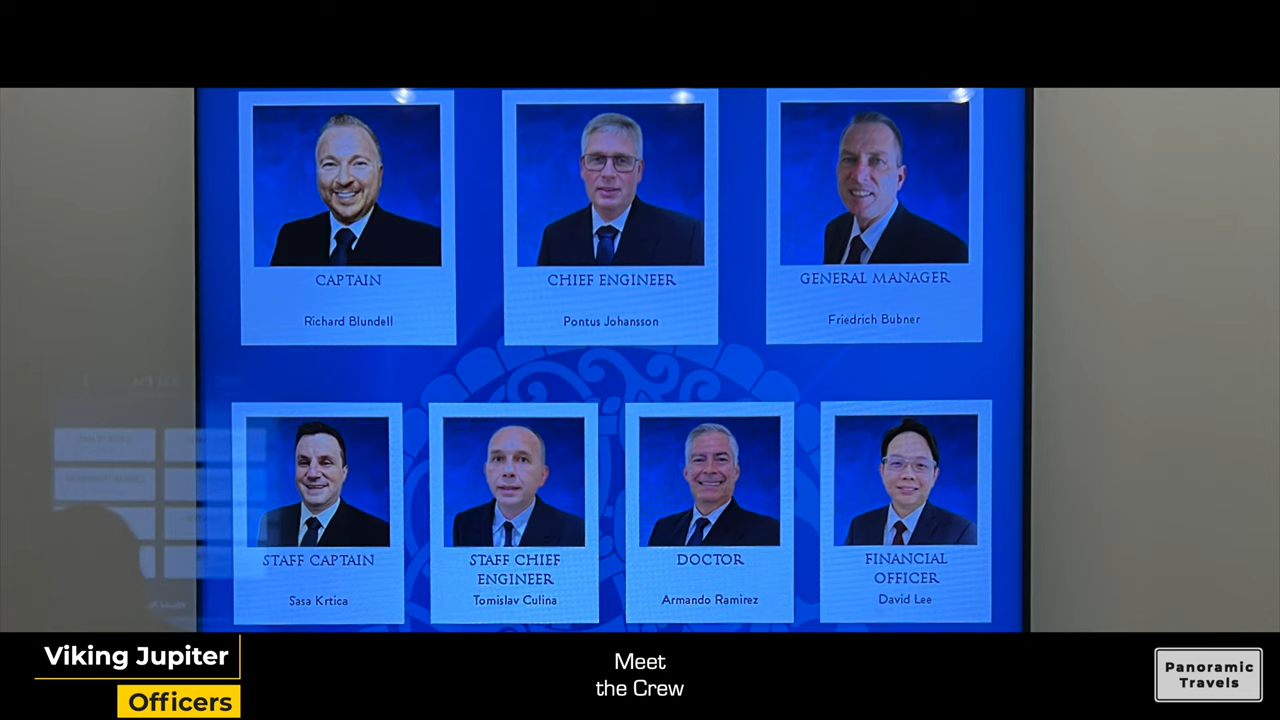 CAPTAIN
Richard Blundell
CHIEF ENGINEER
Pontus Johansson
GENERAL MANAGER
Friedrich Bubner
STAFF CAPTAIN
Sasa Krtica
STAFF CHIEF
ENGINEER
Tomislav Culina
DOCTOR
Armando Ramirez
FINANCIAL
OFFICER
David Lee
Viking Jupiter
Officers
Meet
the Crew
Panoramic
Travels